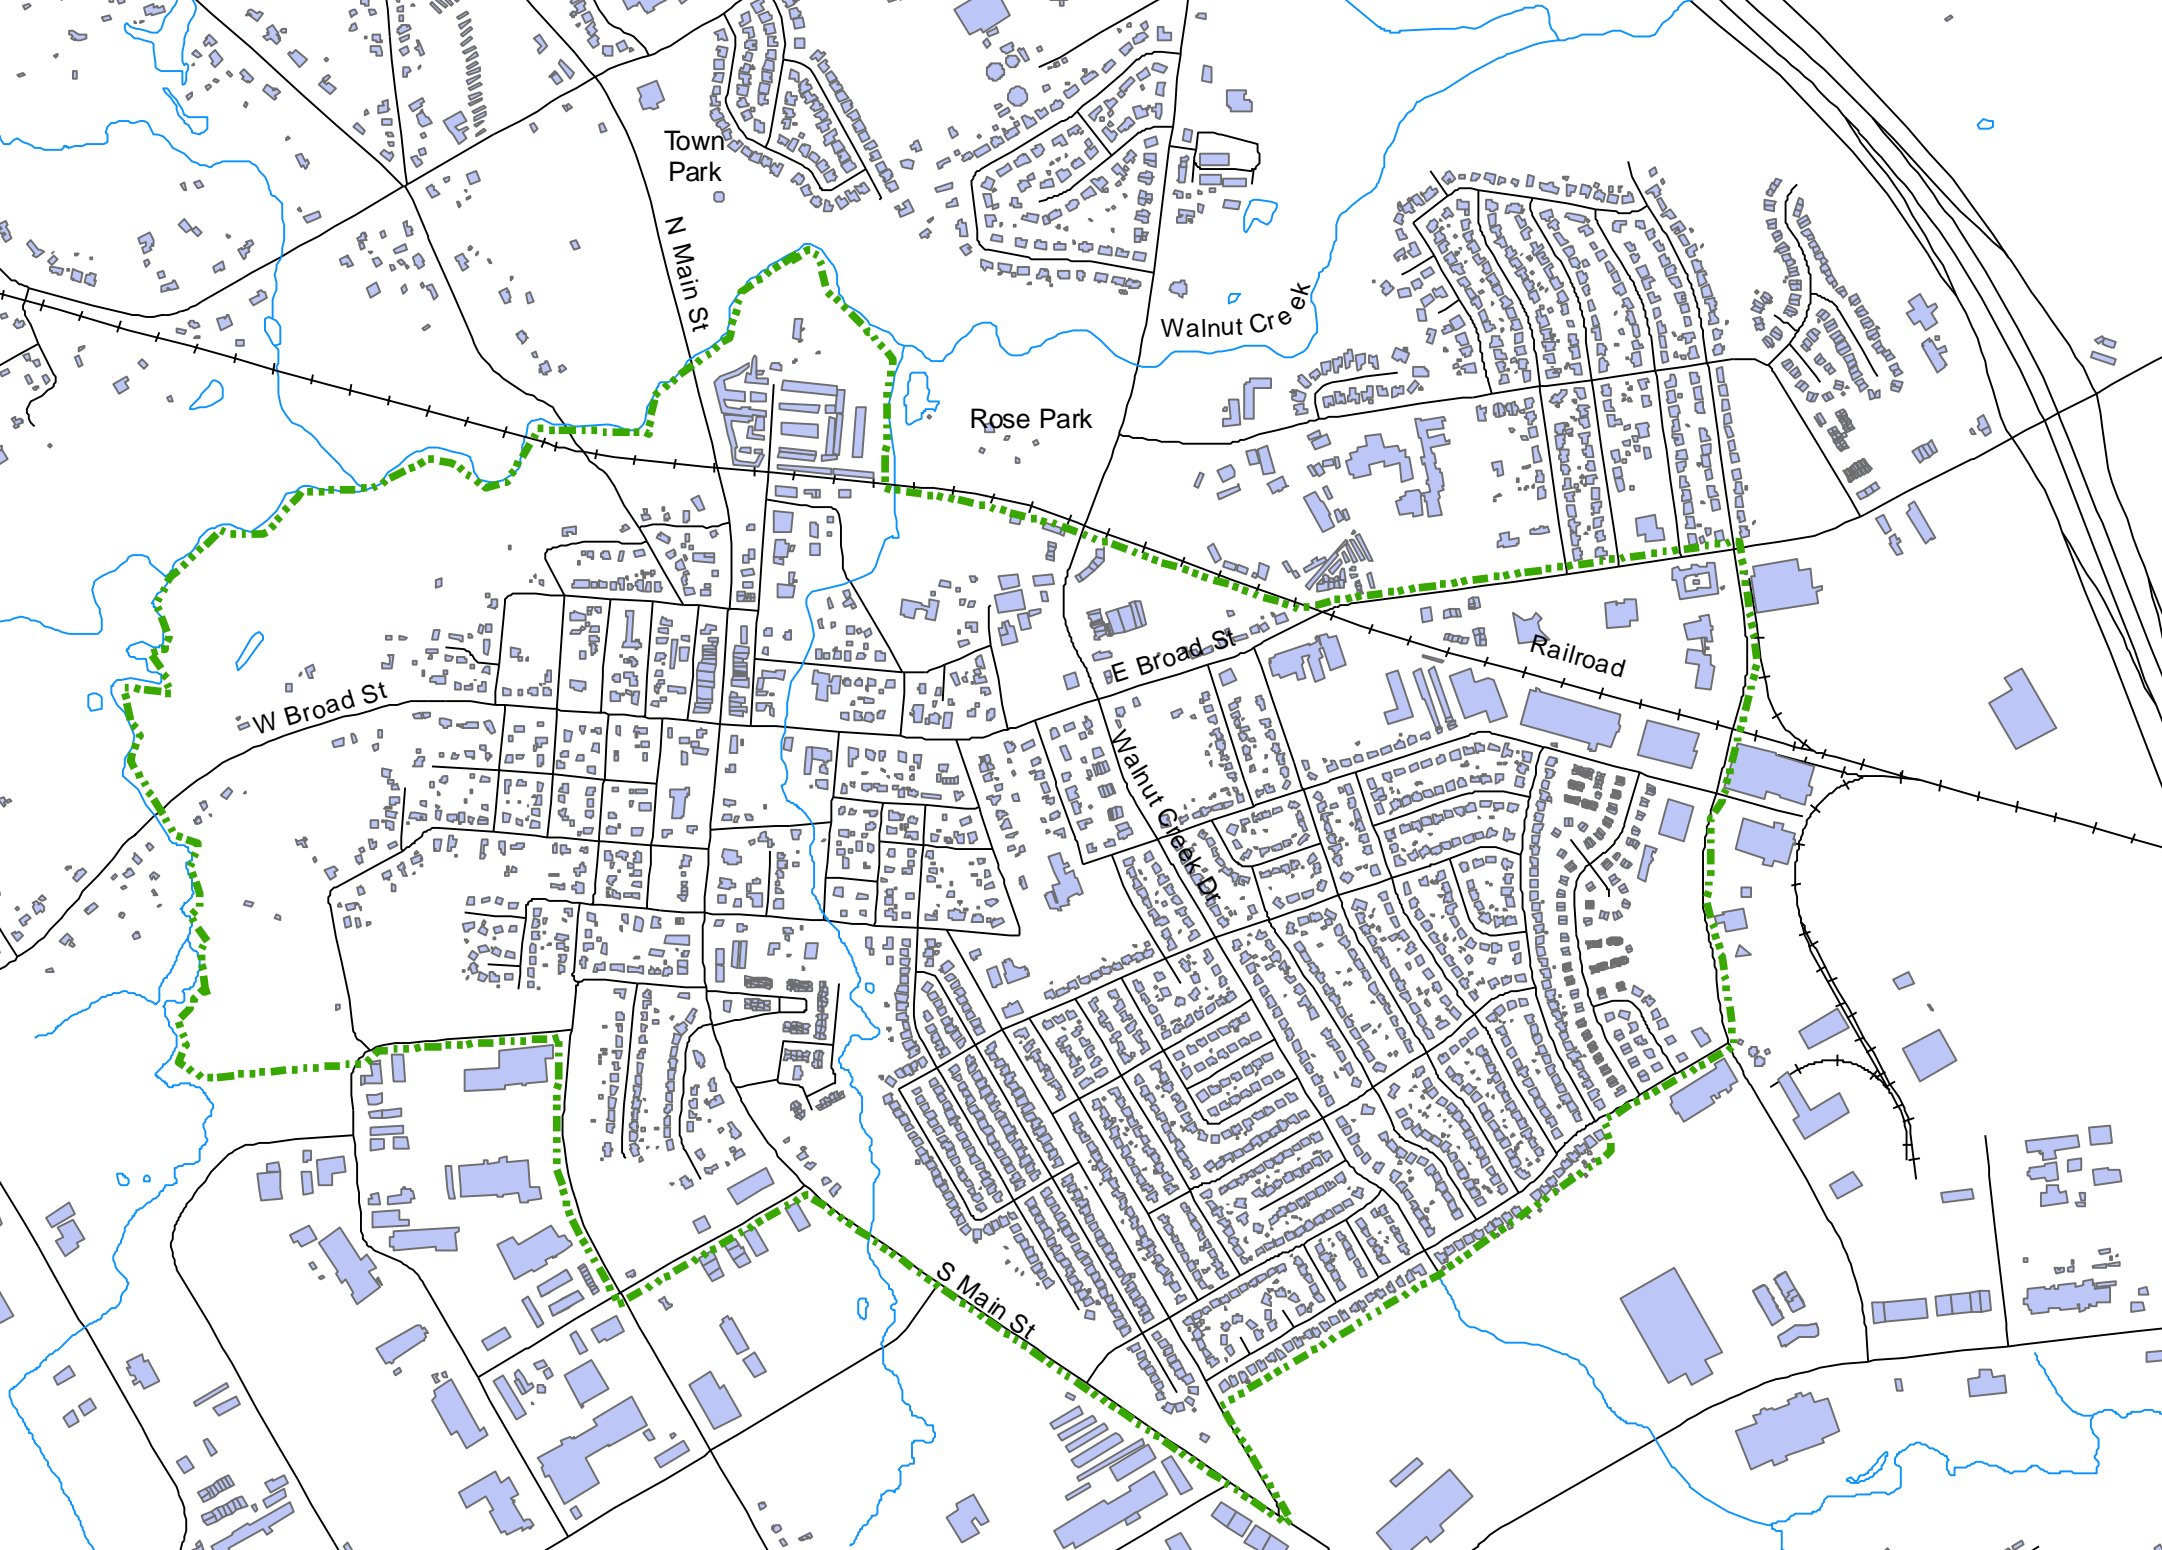 Town
Park
N Main St
Walnut Creek
Rose Park
E Broad St
Railroad
W Broad St
Walnut Creek Dr
S Main St